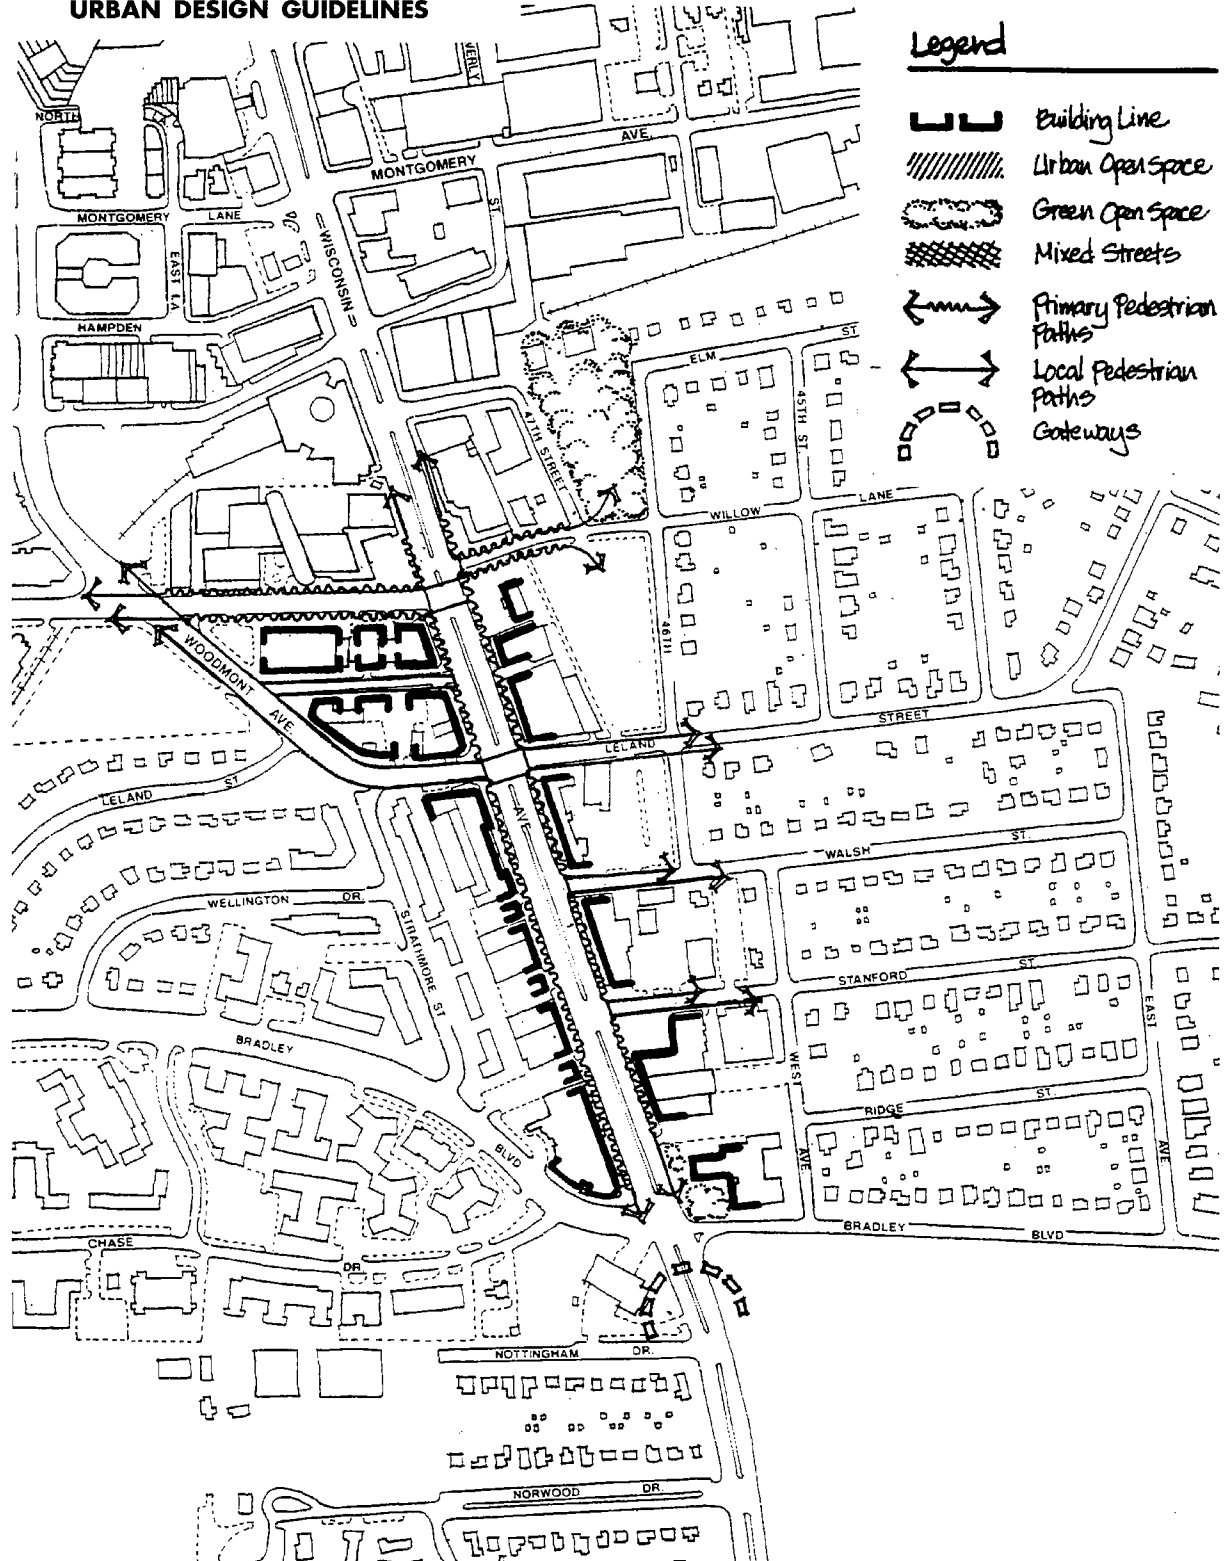 URBAN DESIGN GUIDELINES
Legend
Building Line
Urban Open Space
Green Open Space
Mixed Streets
Primary Pedestrian
Paths
Local Pedestrian
Paths
Gateways
NORTH
AVE.
MONTGOMERY
ST.
MONTGOMERY
LANE
WISCONSIN
EAST LA
HAMPDEN
ELM
ST.
47TH STREET
45TH ST.
WILLOW
LANE
46TH
WOODMONT
AVE.
STREET
LELAND
LELAND
ST
AVE
WALSH
ST.
WELLINGTON
DR.
STRATHMORE ST
STANFORD
ST.
EAST
BRADLEY
WEST
RIDGE
ST.
BLVD
AVE.
AVE
CHASE
DR.
BRADLEY
BLVD
NOTTINGHAM
DR.
NORWOOD
DR.